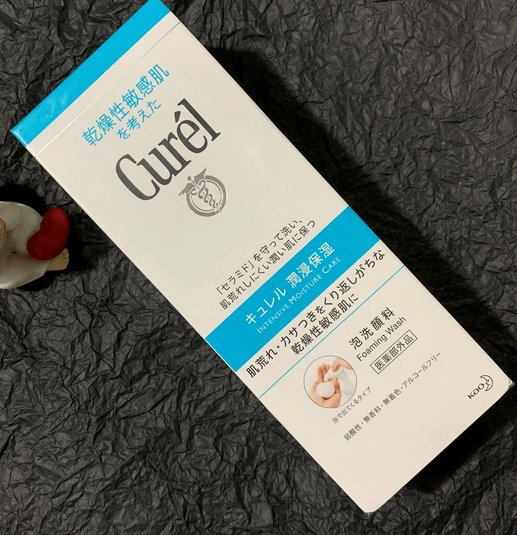 乾燥性敏感肌
を考えた
Curél
「セラミド」を守って洗い、
肌荒れしにくい潤い肌に保つ
キュレル 潤浸保湿
INTENSIVE MOISTURE CARE
肌荒れ・カサつきをくり返しがちな
乾燥性敏感肌に
泡洗顔料
Foaming Wash
医薬部外品
泡で出てくるタイプ
弱酸性・無香料・無着色・アルコールフリー
Kao